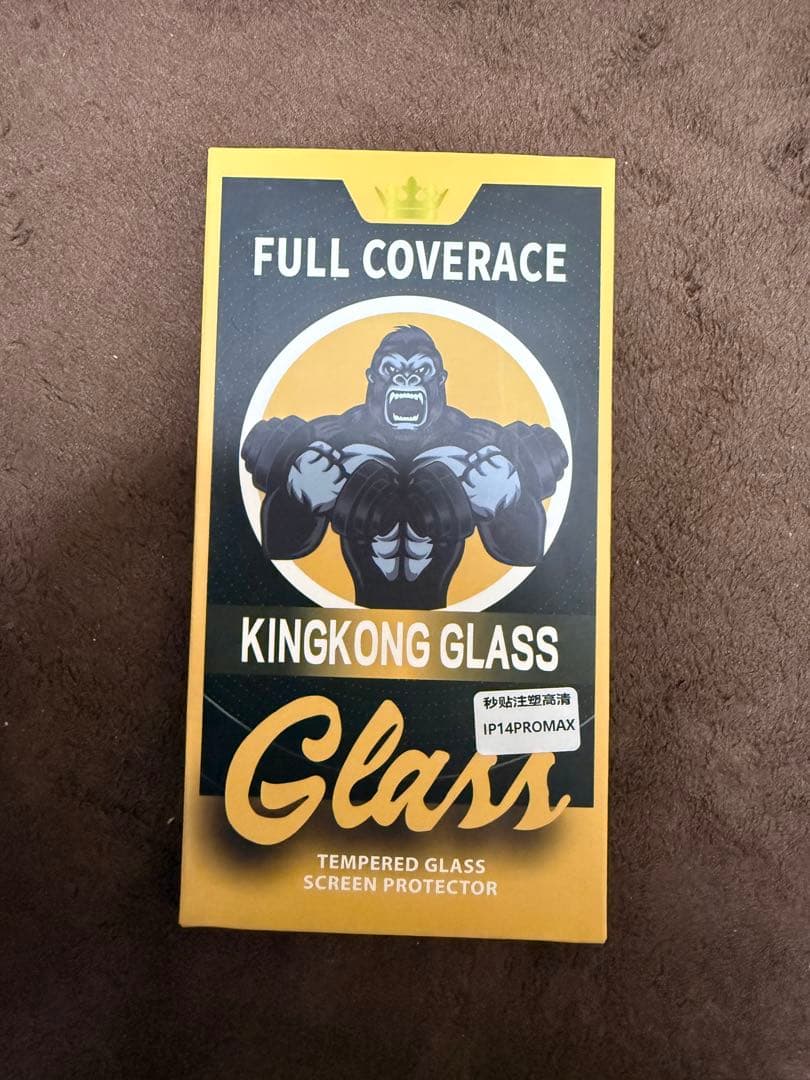 FULL COVERACE
KINGKONG GLASS
秒贴注塑高清
IP14PROMAX
Glass
TEMPERED GLASS
SCREEN PROTECTOR